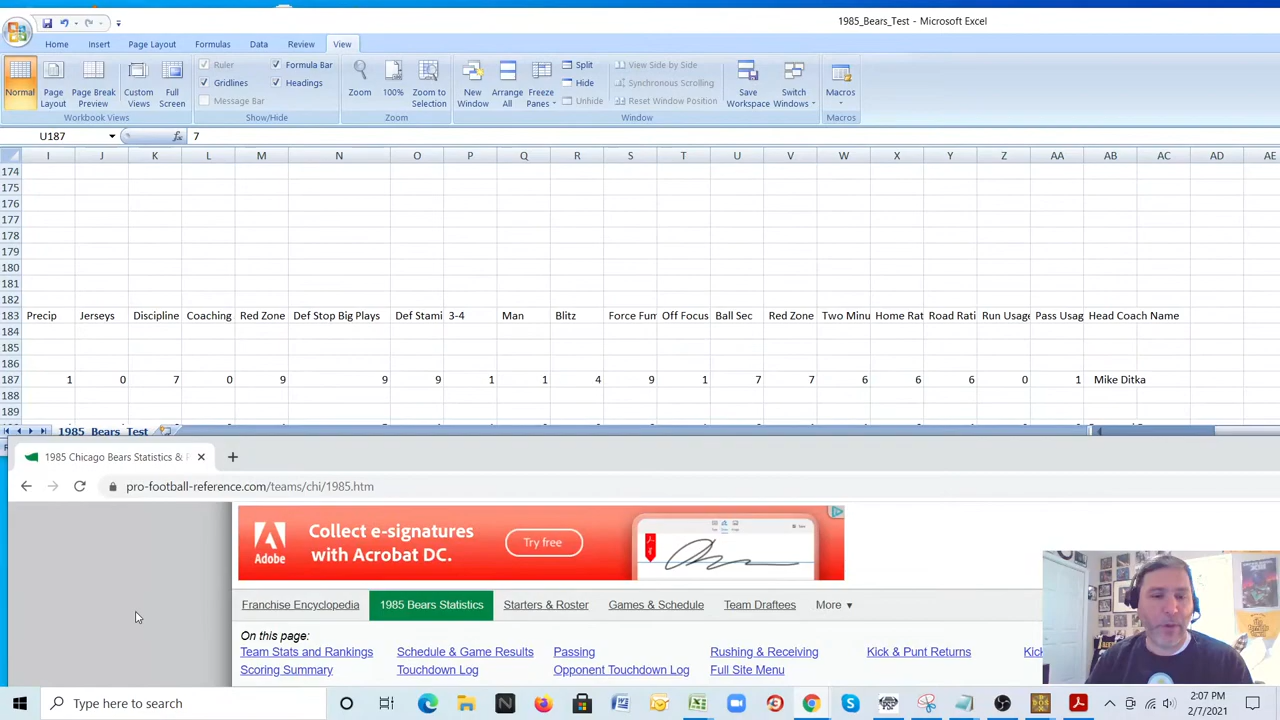 1985_Bears_Test - Microsoft Excel
Home Insert Page Layout Formulas Data Review View
Normal Page Layout Page Break Preview Custom Views Full Screen
Workbook Views
Ruler Formula Bar
Gridlines Headings
Message Bar
Show/Hide
Zoom 100% Zoom to Selection
Zoom
New Window Arrange All Freeze Panes
Split
Hide
Unhide
View Side by Side
Synchronous Scrolling
Reset Window Position
Window
Save Workspace Switch Windows
Macros
Macros
U187 fx 7
I J K L M N O P Q R S T U V W X Y Z AA AB AC AD AE
174
175
176
177
178
179
180
181
182
183 Precip Jerseys Discipline Coaching Red Zone Def Stop Big Plays Def Stami 3-4 Man Blitz Force Fum Off Focus Ball Sec Red Zone Two Minu Home Rat Road Rati Run Usage Pass Usag Head Coach Name
184
185
186
187 1 0 7 0 9 9 9 1 1 4 9 1 7 7 6 6 6 0 1 Mike Ditka
188
189
1985_Bears_Test
1985 Chicago Bears Statistics &
pro-football-reference.com/teams/chi/1985.htm
Adobe
Collect e-signatures
with Acrobat DC.
Try free
Franchise Encyclopedia 1985 Bears Statistics Starters & Roster Games & Schedule Team Draftees More
On this page:
Team Stats and Rankings Schedule & Game Results Passing Rushing & Receiving Kick & Punt Returns Kick
Scoring Summary Touchdown Log Opponent Touchdown Log Full Site Menu
Type here to search
2:07 PM
2/7/2021